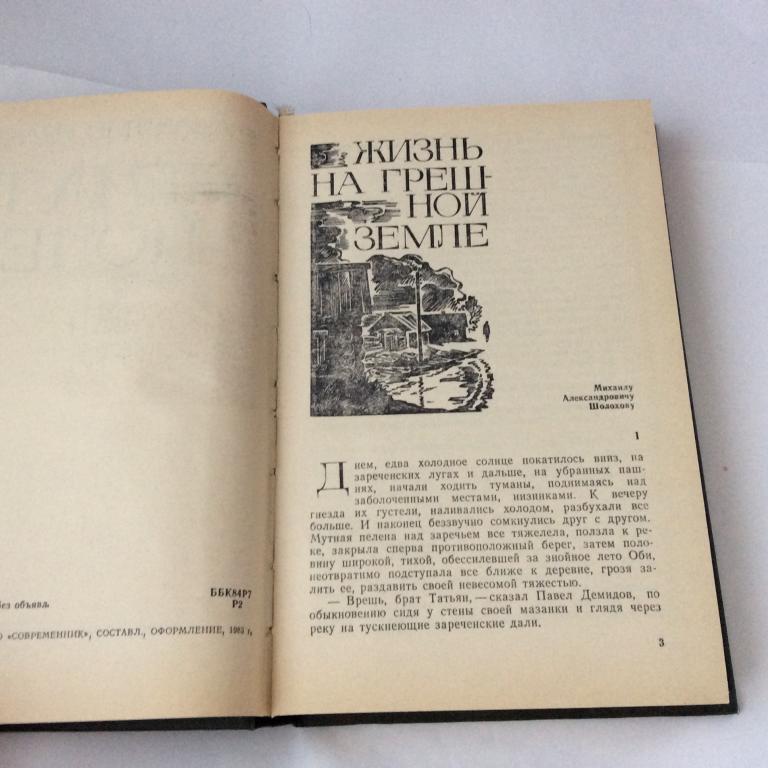 ББК84Р7
Р2
без объявл.
«СОВРЕМЕННИК», СОСТАВЛ., ОФОРМЛЕНИЕ, 1983 г,
ЖИЗНЬ
НА ГРЕШ-
НОЙ
ЗЕМЛЕ
Михаилу
Александровичу
Шолохову
1
Днем, едва холодное солнце покатилось вниз, на
зареченских лугах и дальше, на убранных паш-
нях, начали ходить туманы, поднимаясь над
заболоченными местами, низинками. К вечеру
гнезда их густели, наливались холодом, разбухали все
больше. И наконец беззвучно сомкнулись друг с другом.
Мутная пелена над заречьем все тяжелела, ползла к ре-
ке, закрыла сперва противоположный берег, затем поло-
вину широкой, тихой, обессилевшей за знойное лето Оби,
неотвратимо подступала все ближе к деревне, грозя за-
лить ее, раздавить своей невесомой тяжестью.
— Врешь, брат Татьян, — сказал Павел Демидов, по
обыкновению сидя у стены своей мазанки и глядя через
реку на тускнеющие зареченские дали.
3